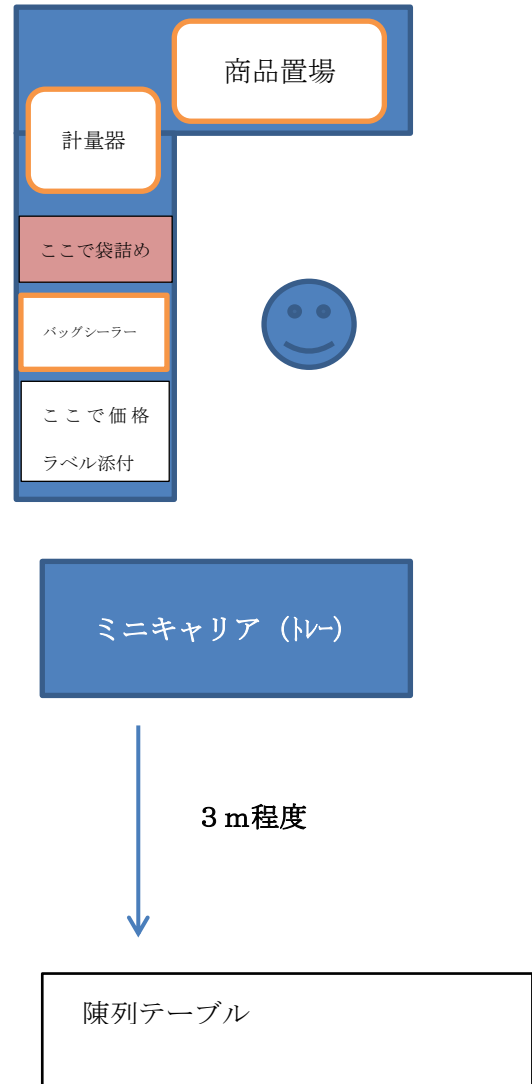 商品置場
計量器
ここで袋詰め
バッグシーラー
ここで価格
ラベル添付
ミニキャリア（ﾄﾚｰ）
３ｍ程度
陳列テーブル